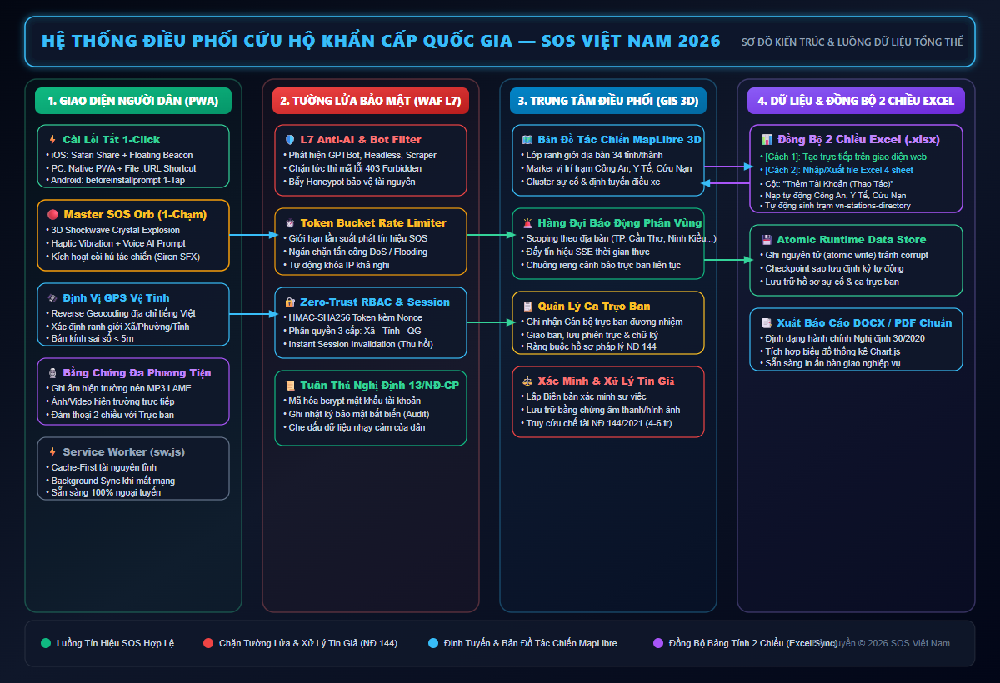 HỆ THỐNG ĐIỀU PHỐI CỨU HỘ KHẨN CẤP QUỐC GIA — SOS VIỆT NAM 2026
SƠ ĐỒ KIẾN TRÚC & LUỒNG DỮ LIỆU TỔNG THỂ
1. GIAO DIỆN NGƯỜI DÂN (PWA)
Cài Lối Tắt 1-Click
• iOS: Safari Share + Floating Beacon
• PC: Native PWA + File .URL Shortcut
• Android: beforeinstallprompt 1-Tap
Master SOS Orb (1-Chạm)
• 3D Shockwave Crystal Explosion
• Haptic Vibration + Voice AI Prompt
• Kích hoạt còi hú tác chiến (Siren SFX)
Định Vị GPS Vệ Tinh
• Reverse Geocoding địa chỉ tiếng Việt
• Xác định ranh giới Xã/Phường/Tỉnh
• Bán kính sai số < 5m
Bằng Chứng Đa Phương Tiện
• Ghi âm hiện trường nén MP3 LAME
• Ảnh/Video hiện trường trực tiếp
• Đàm thoại 2 chiều với Trực ban
Service Worker (sw.js)
• Cache-First tài nguyên tĩnh
• Background Sync khi mất mạng
• Sẵn sàng 100% ngoại tuyến
2. TƯỜNG LỬA BẢO MẬT (WAF L7)
L7 Anti-AI & Bot Filter
• Phát hiện GPTBot, Headless, Scraper
• Chặn tức thì mã lỗi 403 Forbidden
• Bẫy Honeypot bảo vệ tài nguyên
Token Bucket Rate Limiter
• Giới hạn tần suất phát tín hiệu SOS
• Ngăn chặn tấn công DoS / Flooding
• Tự động khóa IP khả nghi
Zero-Trust RBAC & Session
• HMAC-SHA256 Token kèm Nonce
• Phân quyền 3 cấp: Xã - Tỉnh - QG
• Instant Session Invalidation (Thu hồi)
Tuân Thủ Nghị Định 13/NĐ-CP
• Mã hóa bcrypt mật khẩu tài khoản
• Ghi nhật ký bảo mật bất biến (Audit)
• Che dấu dữ liệu nhạy cảm của dân
3. TRUNG TÂM ĐIỀU PHỐI (GIS 3D)
Bản Đồ Tác Chiến MapLibre 3D
• Lớp ranh giới địa bàn 34 tỉnh/thành
• Marker vị trí trạm Công An, Y Tế, Cứu Nạn
• Cluster sự cố & định tuyến điều xe
Hàng Đợi Báo Động Phân Vùng
• Scoping theo địa bàn (TP. Cần Thơ, Ninh Kiều...)
• Đẩy tín hiệu SSE thời gian thực
• Chuông reng cảnh báo trực ban liên tục
Quản Lý Ca Trực Ban
• Ghi nhận Cán bộ trực ban đương nhiệm
• Giao ban, lưu phiên trực & chữ ký
• Ràng buộc hồ sơ pháp lý NĐ 144
Xác Minh & Xử Lý Tin Giả
• Lập Biên bản xác minh sự việc
• Lưu trữ bằng chứng âm thanh/hình ảnh
• Truy cứu chế tài NĐ 144/2021 (4-6 tr)
4. DỮ LIỆU & ĐỒNG BỘ 2 CHIỀU EXCEL
Đồng Bộ 2 Chiều Excel (.xlsx)
• [Cách 1]: Tạo trực tiếp trên giao diện web
• [Cách 2]: Nhập/Xuất file Excel 4 sheet
• Cột: "Thêm Tài Khoản (Thao Tác)"
• Nạp tự động Công An, Y Tế, Cứu Nạn
• Tự động sinh trạm vn-stations-directory
Atomic Runtime Data Store
• Ghi nguyên tử (atomic write) tránh corrupt
• Checkpoint sao lưu định kỳ tự động
• Lưu trữ hồ sơ sự cố & ca trực ban
Xuất Báo Cáo DOCX / PDF Chuẩn
• Định dạng hành chính Nghị định 30/2020
• Tích hợp biểu đồ thống kê Chart.js
• Sẵn sàng in ấn bàn giao nghiệp vụ
Luồng Tín Hiệu SOS Hợp Lệ
Chặn Tường Lửa & Xử Lý Tin Giả (NĐ 144)
Định Tuyến & Bản Đồ Tác Chiến MapLibre
Đồng Bộ Bảng Tính 2 Chiều (Excel Sync)
© 2026 SOS Việt Nam